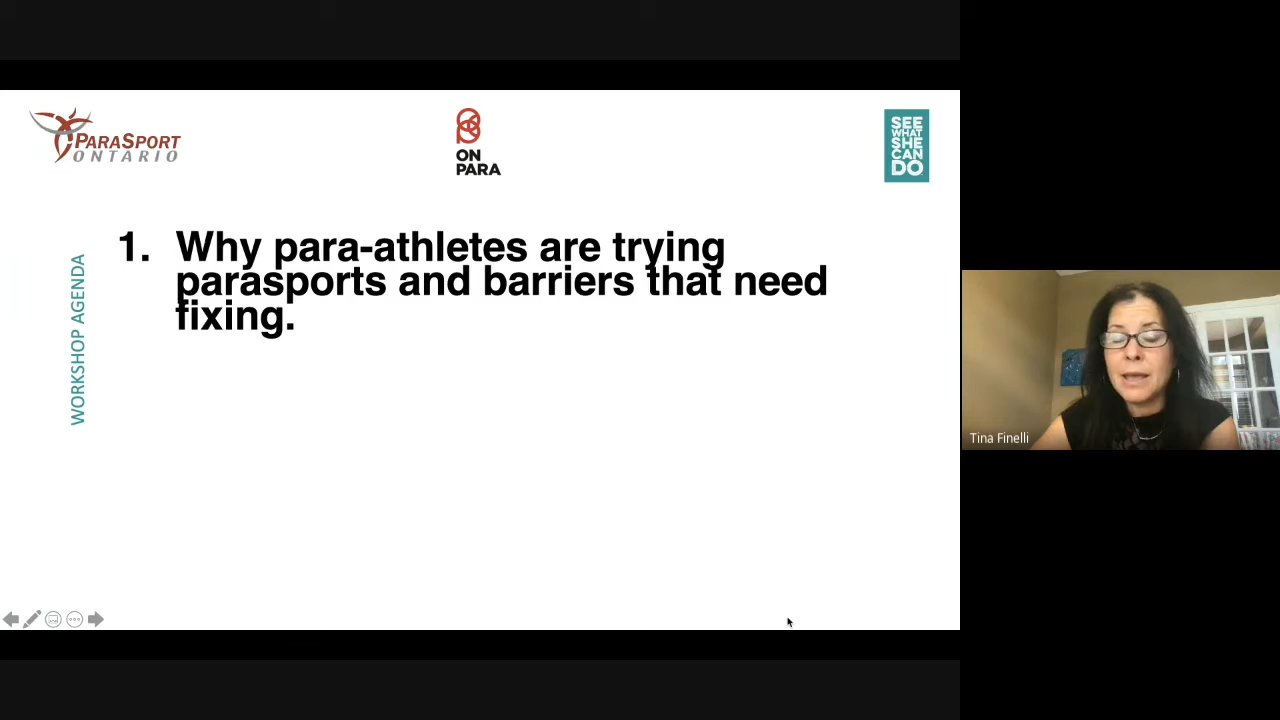 PARASPORT
ONTARIO
ON
PARA
SEE
WHAT
SHE
CAN
DO
WORKSHOP AGENDA
1. Why para-athletes are trying
parasports and barriers that need
fixing.
Tina Finelli